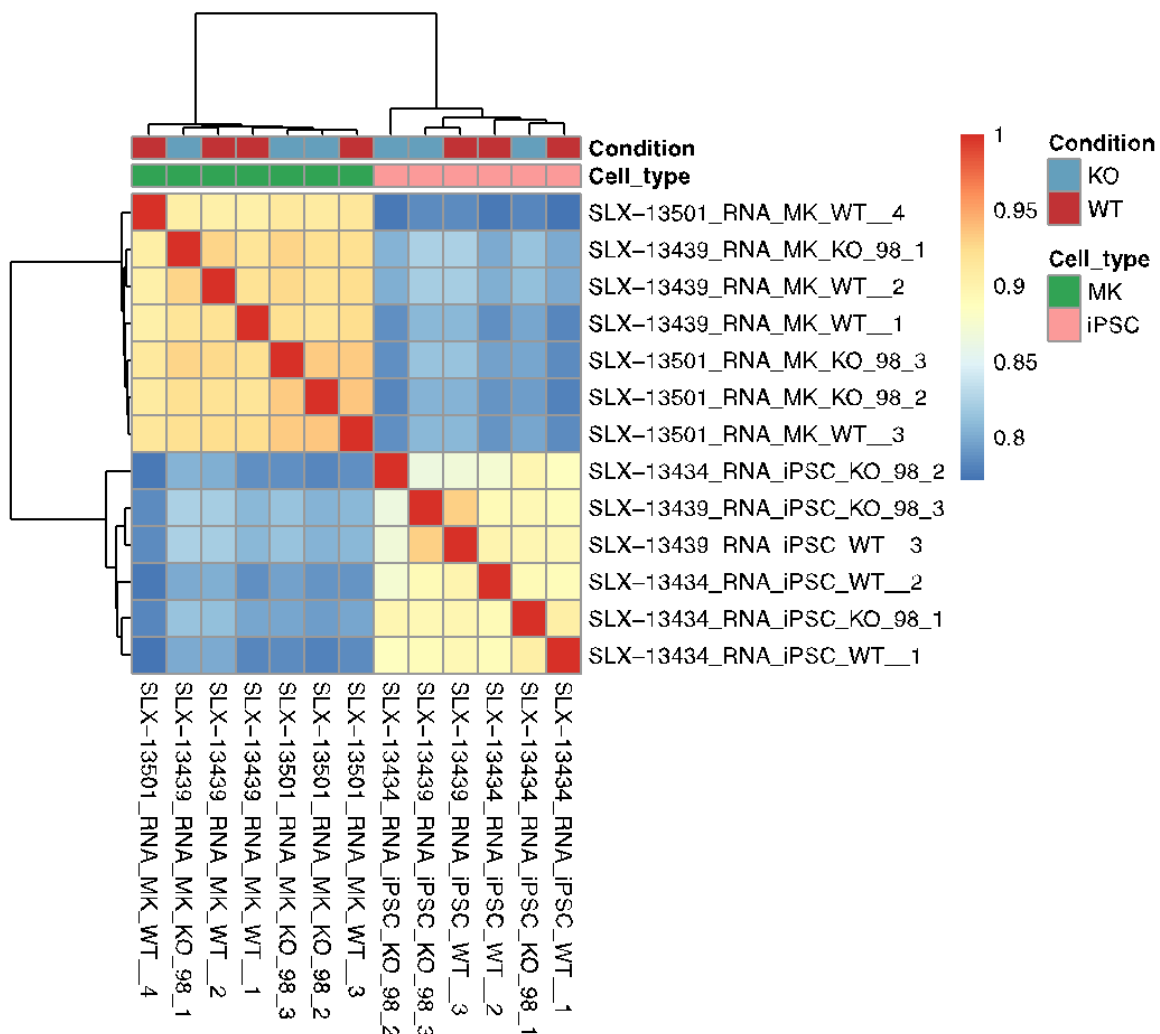 Condition
Cell_type
SLX-13501_RNA_MK_WT__4
SLX-13439_RNA_MK_KO_98_1
SLX-13439_RNA_MK_WT__2
SLX-13439_RNA_MK_WT__1
SLX-13501_RNA_MK_KO_98_3
SLX-13501_RNA_MK_KO_98_2
SLX-13501_RNA_MK_WT__3
SLX-13434_RNA_iPSC_KO_98_2
SLX-13439_RNA_iPSC_KO_98_3
SLX-13439_RNA_iPSC_WT__3
SLX-13434_RNA_iPSC_WT__2
SLX-13434_RNA_iPSC_KO_98_1
SLX-13434_RNA_iPSC_WT__1
1
0.95
0.9
0.85
0.8
Condition
KO
WT
Cell_type
MK
iPSC
SLX-13501_RNA_MK_WT__4
SLX-13439_RNA_MK_KO_98_1
SLX-13439_RNA_MK_WT__2
SLX-13439_RNA_MK_WT__1
SLX-13501_RNA_MK_KO_98_3
SLX-13501_RNA_MK_KO_98_2
SLX-13501_RNA_MK_WT__3
SLX-13434_RNA_iPSC_KO_98_2
SLX-13439_RNA_iPSC_KO_98_3
SLX-13439_RNA_iPSC_WT__3
SLX-13434_RNA_iPSC_WT__2
SLX-13434_RNA_iPSC_KO_98_1
SLX-13434_RNA_iPSC_WT__1